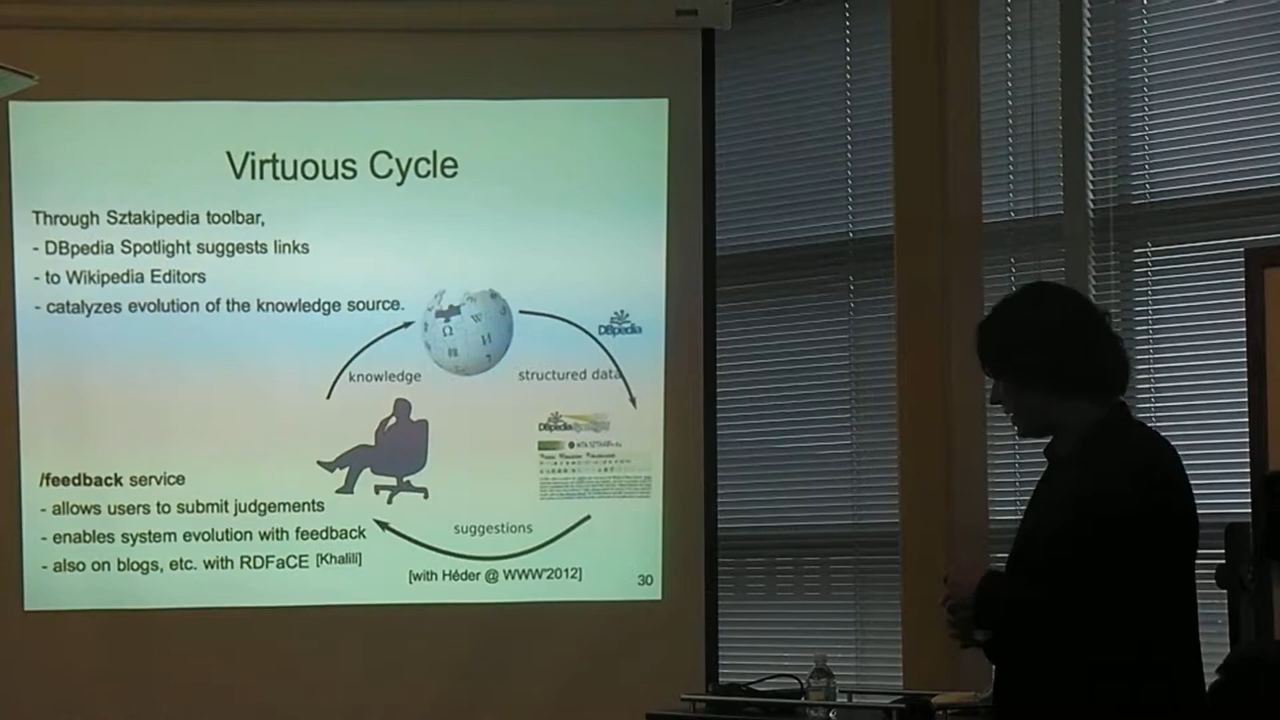 Virtuous Cycle
Through Sztakipedia toolbar,
- DBpedia Spotlight suggests links
- to Wikipedia Editors
- catalyzes evolution of the knowledge source.
Ω W И ?
DBpedia
knowledge
structured data
DBpedia Spotlight
/feedback service
- allows users to submit judgements
- enables system evolution with feedback
- also on blogs, etc. with RDFaCE [Khalili]
suggestions
[with Héder @ WWW'2012]
30